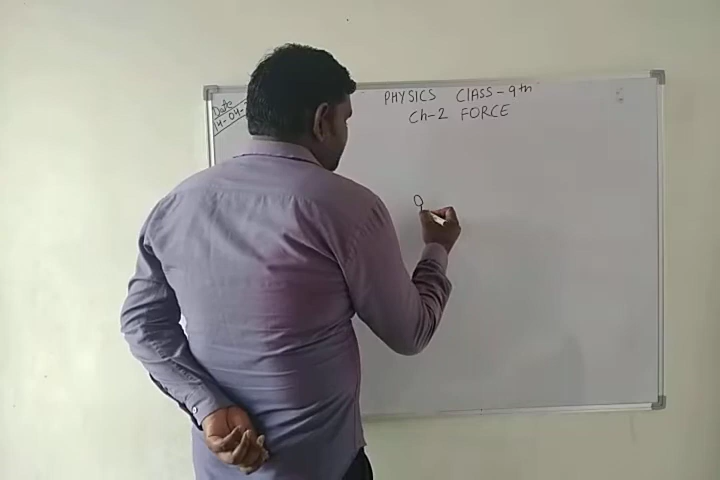 Date
14-04-
PHYSICS Class-9th
Ch-2 FORCE